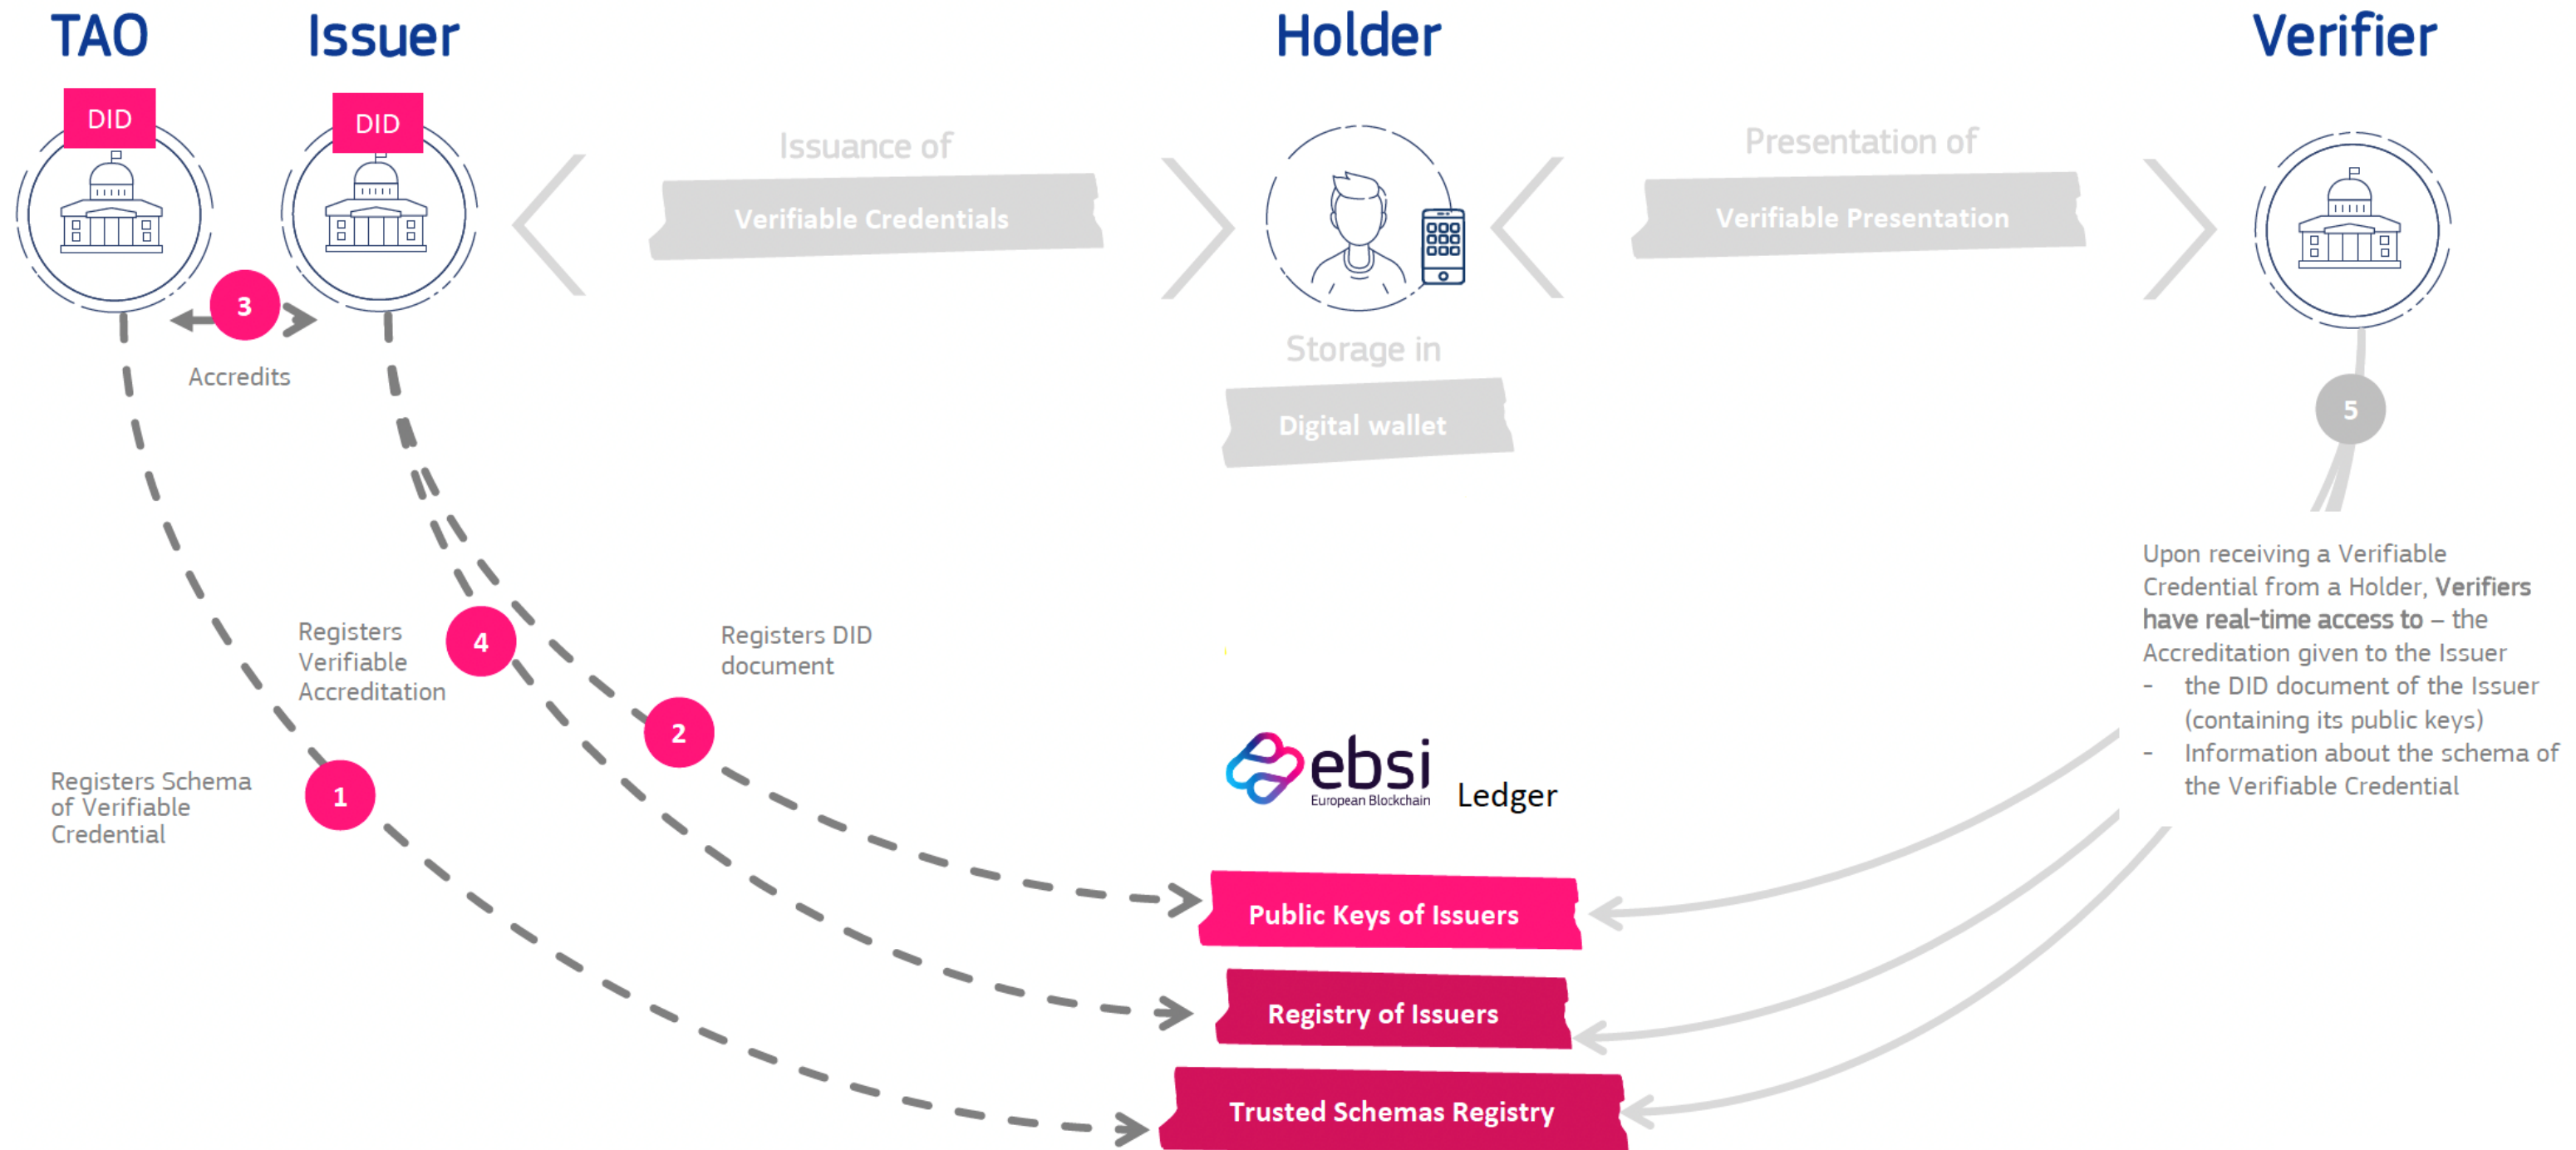 TAO
Issuer
Holder
Verifier
DID
DID
Issuance of
Verifiable Credentials
Presentation of
Verifiable Presentation
3
Accredits
Storage in
Digital wallet
5
Upon receiving a Verifiable
Credential from a Holder, Verifiers
have real-time access to – the
Accreditation given to the Issuer
- the DID document of the Issuer
(containing its public keys)
- Information about the schema of
the Verifiable Credential
Registers
Verifiable
Accreditation
4
Registers DID
document
2
Registers Schema
of Verifiable
Credential
1
ebsi
European Blockchain
Ledger
Public Keys of Issuers
Registry of Issuers
Trusted Schemas Registry